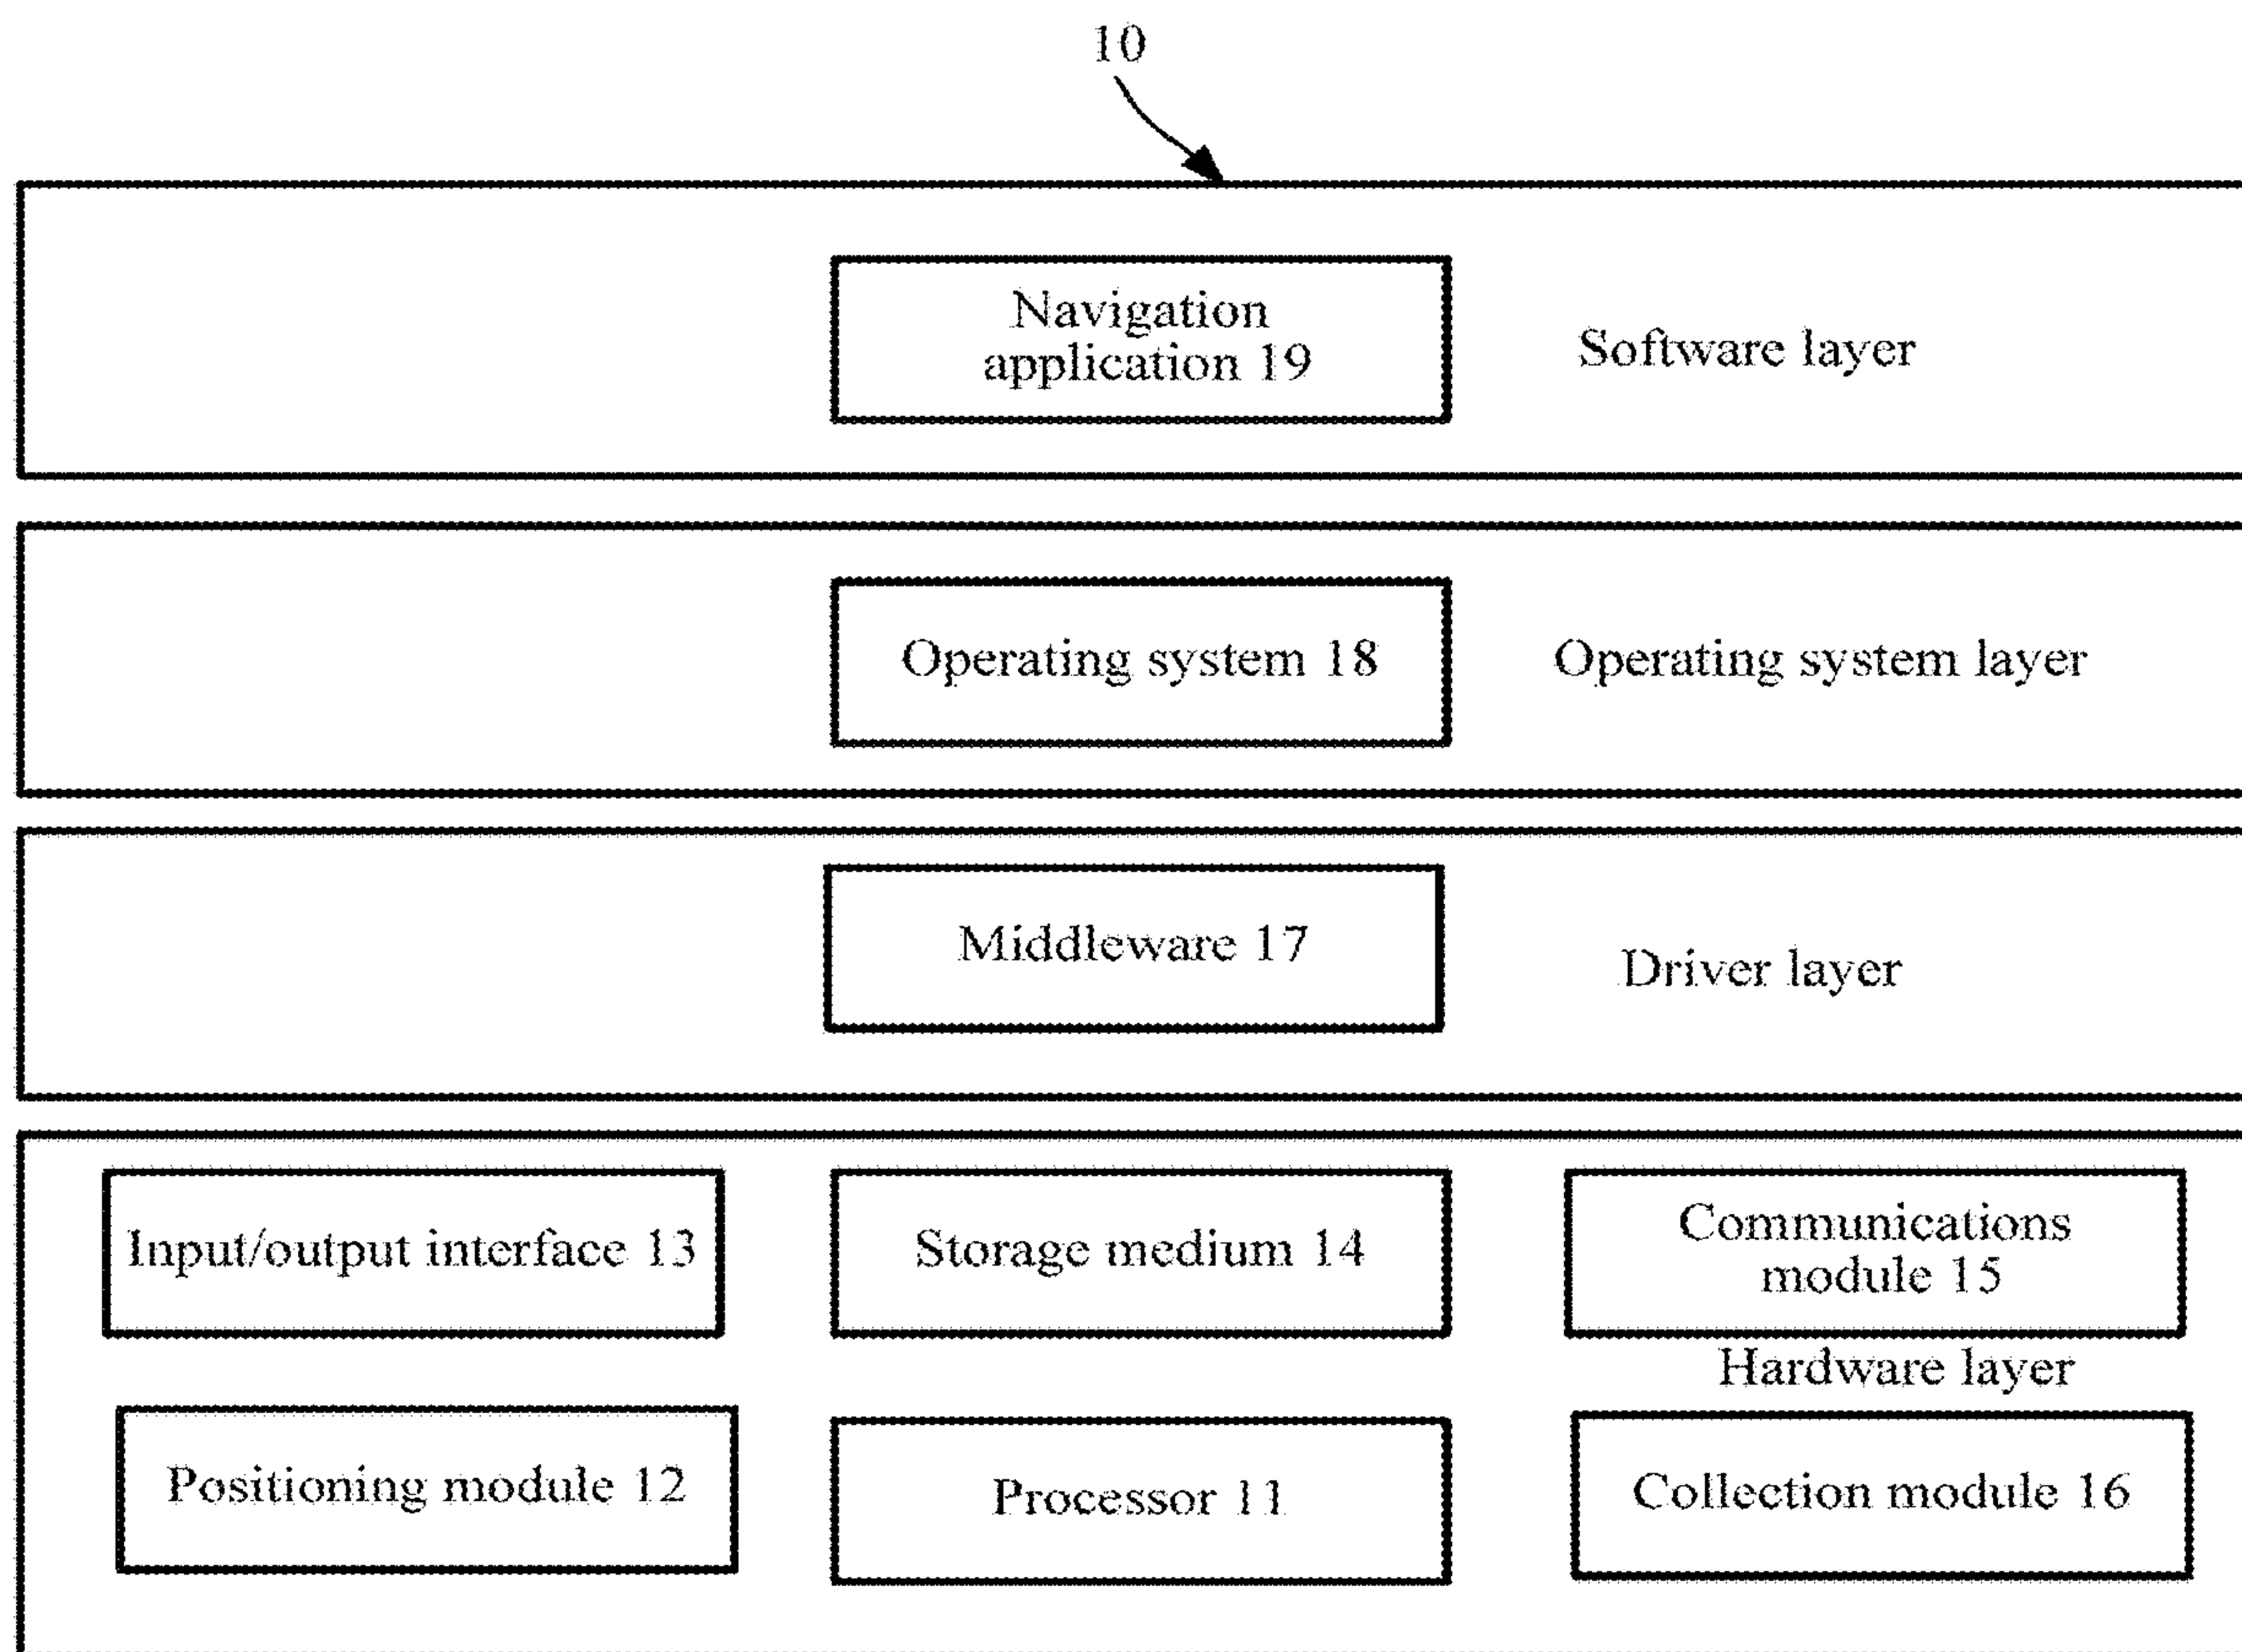 10
Navigation
application 19
Software layer
Operating system 18
Operating system layer
Middleware 17
Driver layer
Input/output interface 13
Storage medium 14
Communications
module 15
Hardware layer
Positioning module 12
Processor 11
Collection module 16